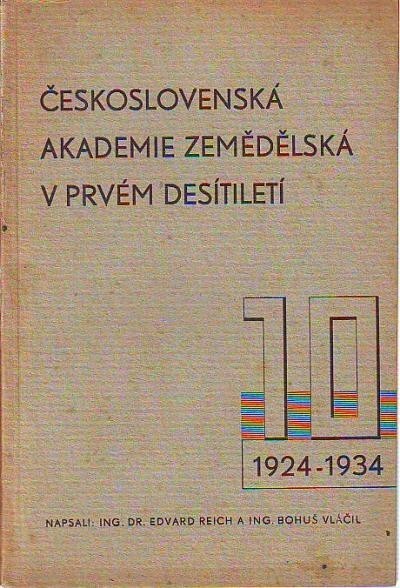 ČESKOSLOVENSKÁ
AKADEMIE ZEMĚDĚLSKÁ
V PRVÉM DESÍTILETÍ
10
1924-1934
NAPSALI: ING. DR. EDVARD REICH A ING. BOHUŠ VLÁČIL